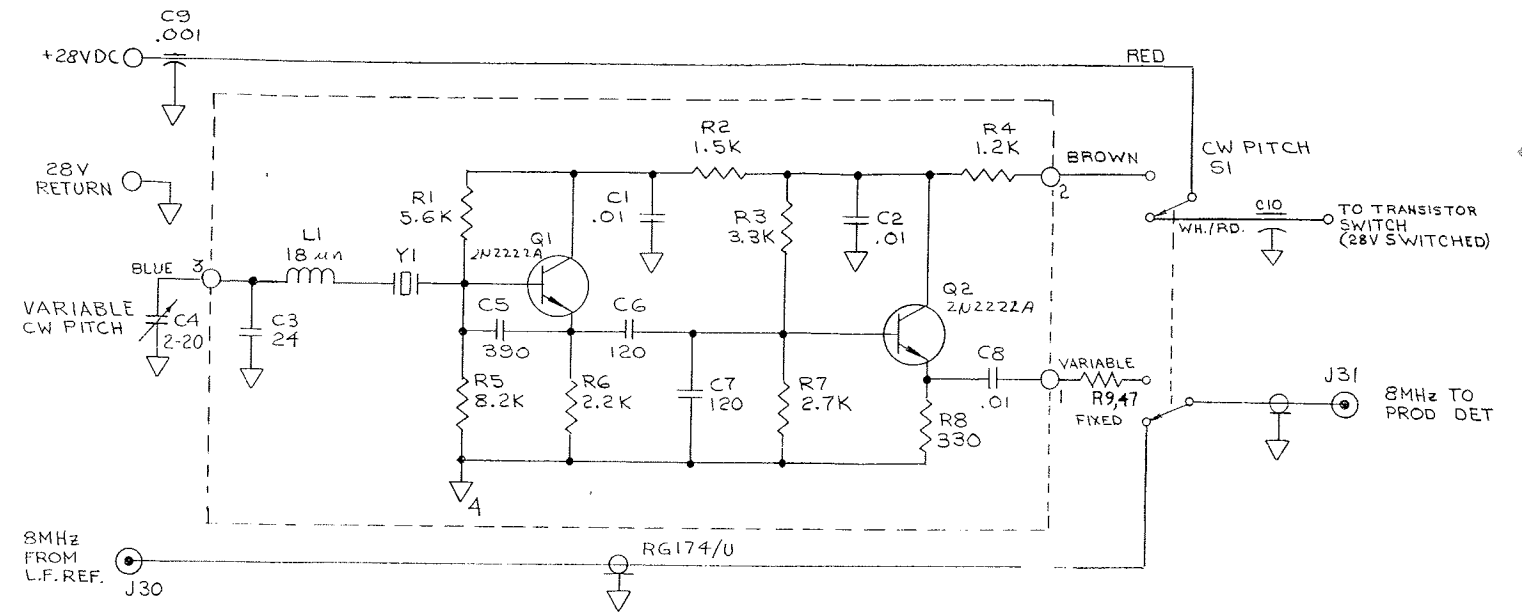 C9
.001
+28VDC
RED
28V
RETURN
R2
1.5K
R4
1.2K
BROWN
2
CW PITCH
S1
R1
5.6K
C1
.01
R3
3.3K
C2
.01
WH./RD.
C10
TO TRANSISTOR
SWITCH
(28V SWITCHED)
L1
18 µh
Y1
Q1
2N2222A
BLUE
3
VARIABLE
CW PITCH
C4
2-20
C3
24
C5
390
C6
120
Q2
2N2222A
C8
.01
VARIABLE
1
R9,47
FIXED
J31
8MHz TO
PROD DET
R5
8.2K
R6
2.2K
C7
120
R7
2.7K
R8
330
A
8MHz
FROM
L.F. REF.
J30
RG174/U